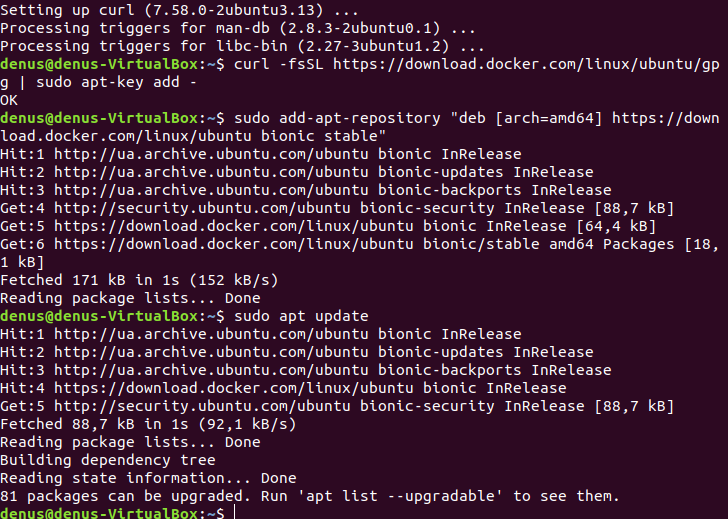 Setting up curl (7.58.0-2ubuntu3.13) ...
Processing triggers for man-db (2.8.3-2ubuntu0.1) ...
Processing triggers for libc-bin (2.27-3ubuntu1.2) ...
denus@denus-VirtualBox:~$ curl -fsSL https://download.docker.com/linux/ubuntu/gp
g | sudo apt-key add -
OK
denus@denus-VirtualBox:~$ sudo add-apt-repository "deb [arch=amd64] https://down
load.docker.com/linux/ubuntu bionic stable"
Hit:1 http://ua.archive.ubuntu.com/ubuntu bionic InRelease
Hit:2 http://ua.archive.ubuntu.com/ubuntu bionic-updates InRelease
Hit:3 http://ua.archive.ubuntu.com/ubuntu bionic-backports InRelease
Get:4 http://security.ubuntu.com/ubuntu bionic-security InRelease [88,7 kB]
Get:5 https://download.docker.com/linux/ubuntu bionic InRelease [64,4 kB]
Get:6 https://download.docker.com/linux/ubuntu bionic/stable amd64 Packages [18,
1 kB]
Fetched 171 kB in 1s (152 kB/s)
Reading package lists... Done
denus@denus-VirtualBox:~$ sudo apt update
Hit:1 http://ua.archive.ubuntu.com/ubuntu bionic InRelease
Hit:2 http://ua.archive.ubuntu.com/ubuntu bionic-updates InRelease
Hit:3 http://ua.archive.ubuntu.com/ubuntu bionic-backports InRelease
Hit:4 https://download.docker.com/linux/ubuntu bionic InRelease
Get:5 http://security.ubuntu.com/ubuntu bionic-security InRelease [88,7 kB]
Fetched 88,7 kB in 1s (92,1 kB/s)
Reading package lists... Done
Building dependency tree
Reading state information... Done
81 packages can be upgraded. Run 'apt list --upgradable' to see them.
denus@denus-VirtualBox:~$